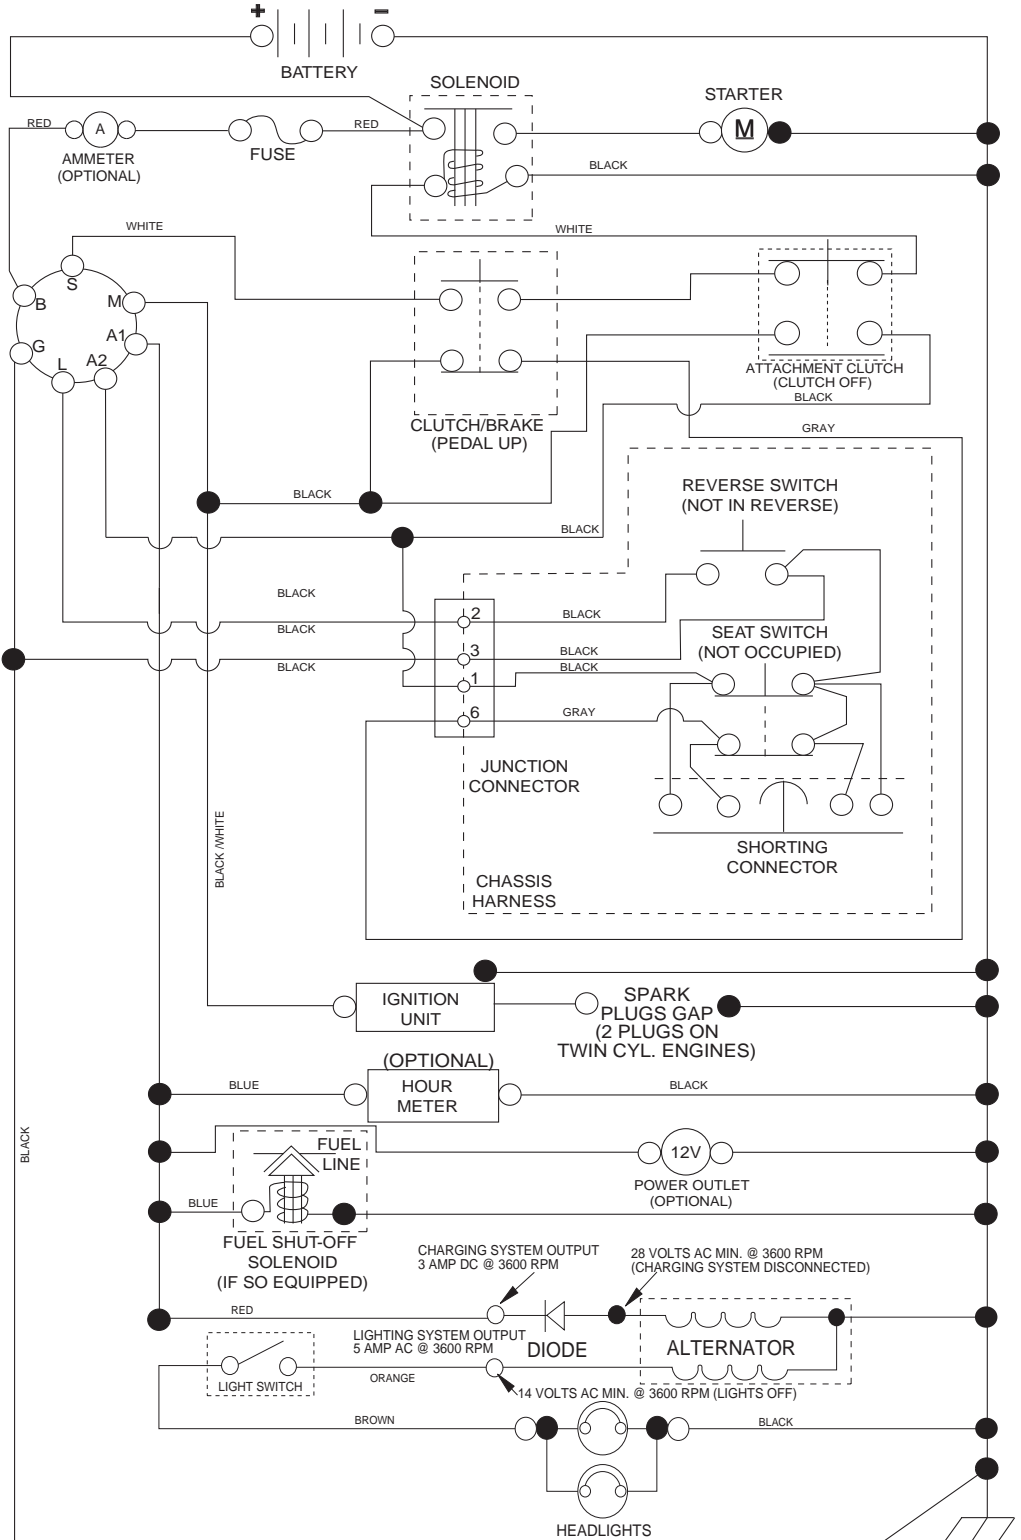 + −
BATTERY
SOLENOID
STARTER
RED
A
AMMETER
(OPTIONAL)
FUSE
RED
M
BLACK
WHITE
WHITE
S
B
M
G
A1
L
A2
ATTACHMENT CLUTCH
(CLUTCH OFF)
BLACK
CLUTCH/BRAKE
(PEDAL UP)
GRAY
REVERSE SWITCH
(NOT IN REVERSE)
BLACK
BLACK
BLACK
2
BLACK
BLACK
SEAT SWITCH
(NOT OCCUPIED)
3
BLACK
BLACK
BLACK
1
6
GRAY
JUNCTION
CONNECTOR
BLACK /WHITE
SHORTING
CONNECTOR
CHASSIS
HARNESS
IGNITION
UNIT
SPARK
PLUGS GAP
(2 PLUGS ON
TWIN CYL. ENGINES)
(OPTIONAL)
BLUE
HOUR
METER
BLACK
BLACK
FUEL
LINE
12V
POWER OUTLET
(OPTIONAL)
BLUE
FUEL SHUT-OFF
SOLENOID
(IF SO EQUIPPED)
CHARGING SYSTEM OUTPUT
3 AMP DC @ 3600 RPM
28 VOLTS AC MIN. @ 3600 RPM
(CHARGING SYSTEM DISCONNECTED)
RED
LIGHTING SYSTEM OUTPUT
5 AMP AC @ 3600 RPM
DIODE
ALTERNATOR
LIGHT SWITCH
ORANGE
14 VOLTS AC MIN. @ 3600 RPM (LIGHTS OFF)
BROWN
BLACK
HEADLIGHTS